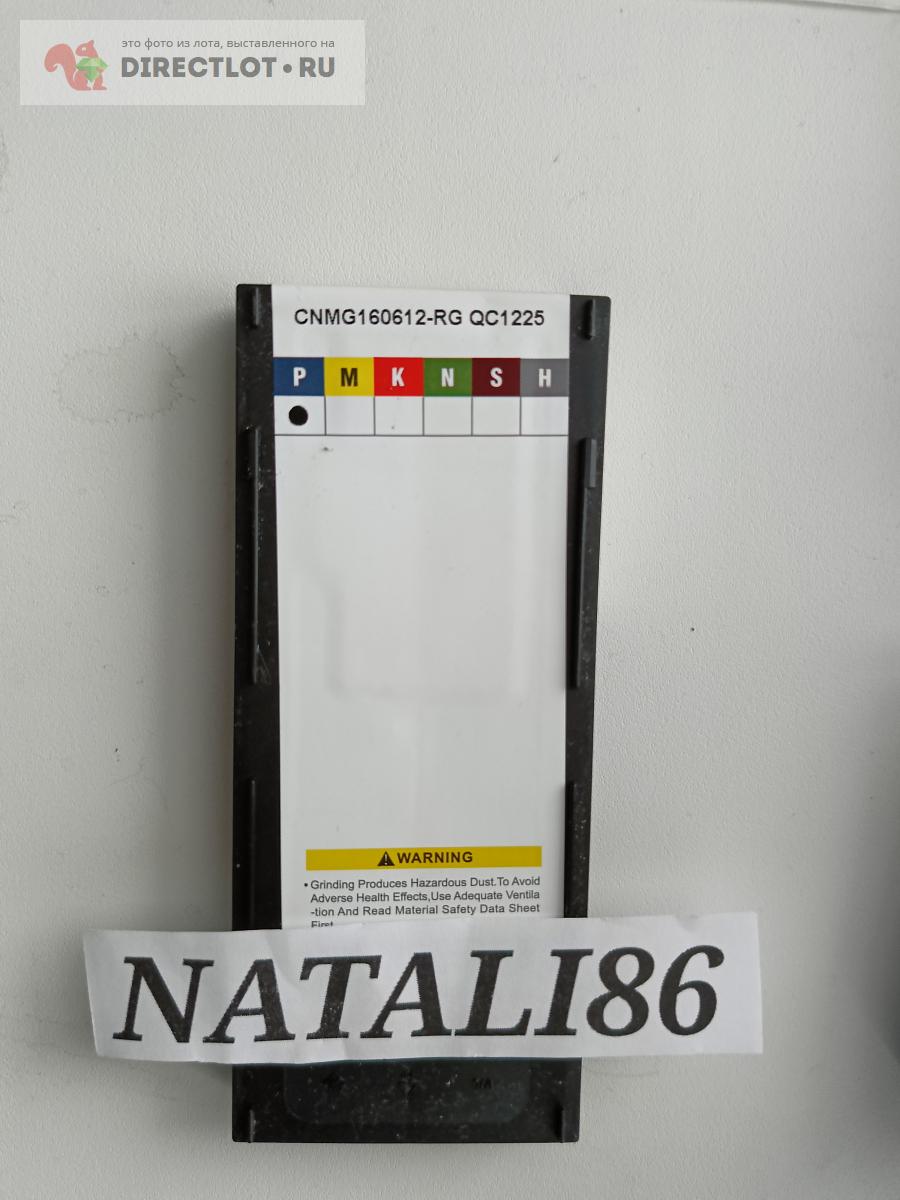 это фото из лота, выставленного на
DIRECTLOT•RU
CNMG160612-RG QC1225
P M K N S H
WARNING
•Grinding Produces Hazardous Dust.To Avoid
Adverse Health Effects,Use Adequate Ventila
-tion And Read Material Safety Data Sheet
First
NATALI86